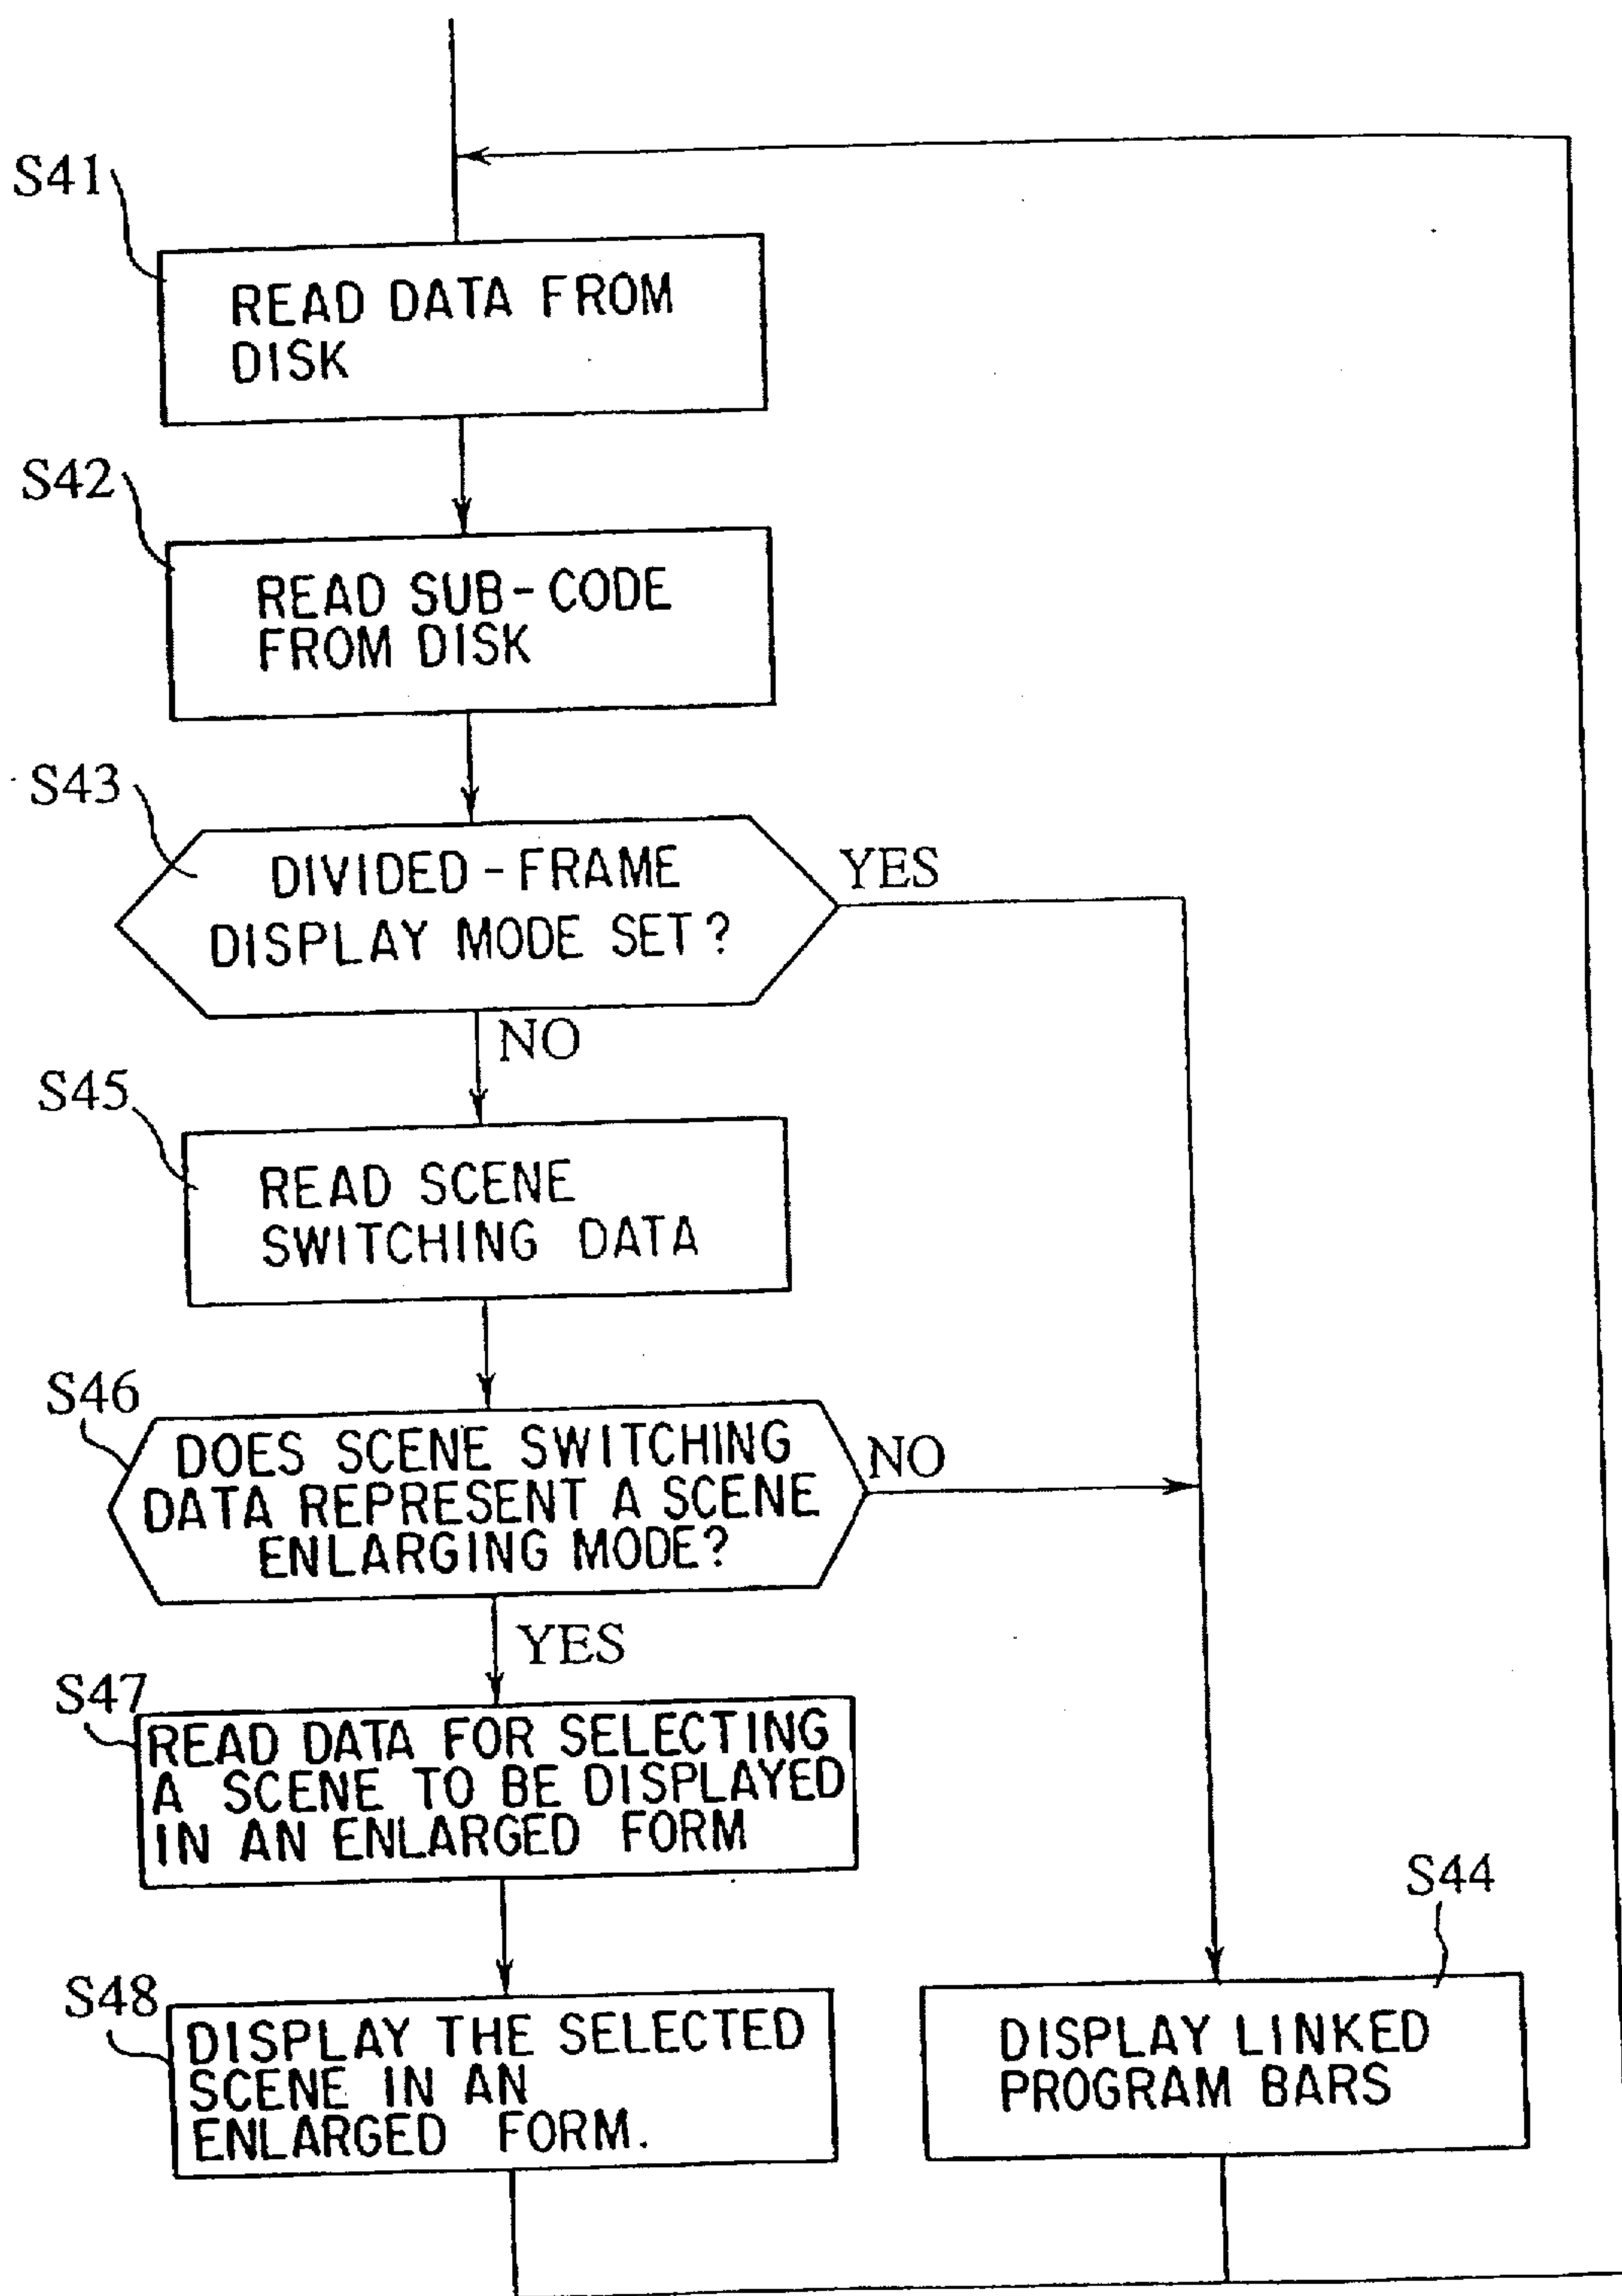 S41
READ DATA FROM
DISK
S42
READ SUB-CODE
FROM DISK
S43
DIVIDED-FRAME
DISPLAY MODE SET?
YES
NO
S45
READ SCENE
SWITCHING DATA
S46
DOES SCENE SWITCHING
DATA REPRESENT A SCENE
ENLARGING MODE?
NO
YES
S47
READ DATA FOR SELECTING
A SCENE TO BE DISPLAYED
IN AN ENLARGED FORM
S48
DISPLAY THE SELECTED
SCENE IN AN
ENLARGED FORM.
S44
DISPLAY LINKED
PROGRAM BARS